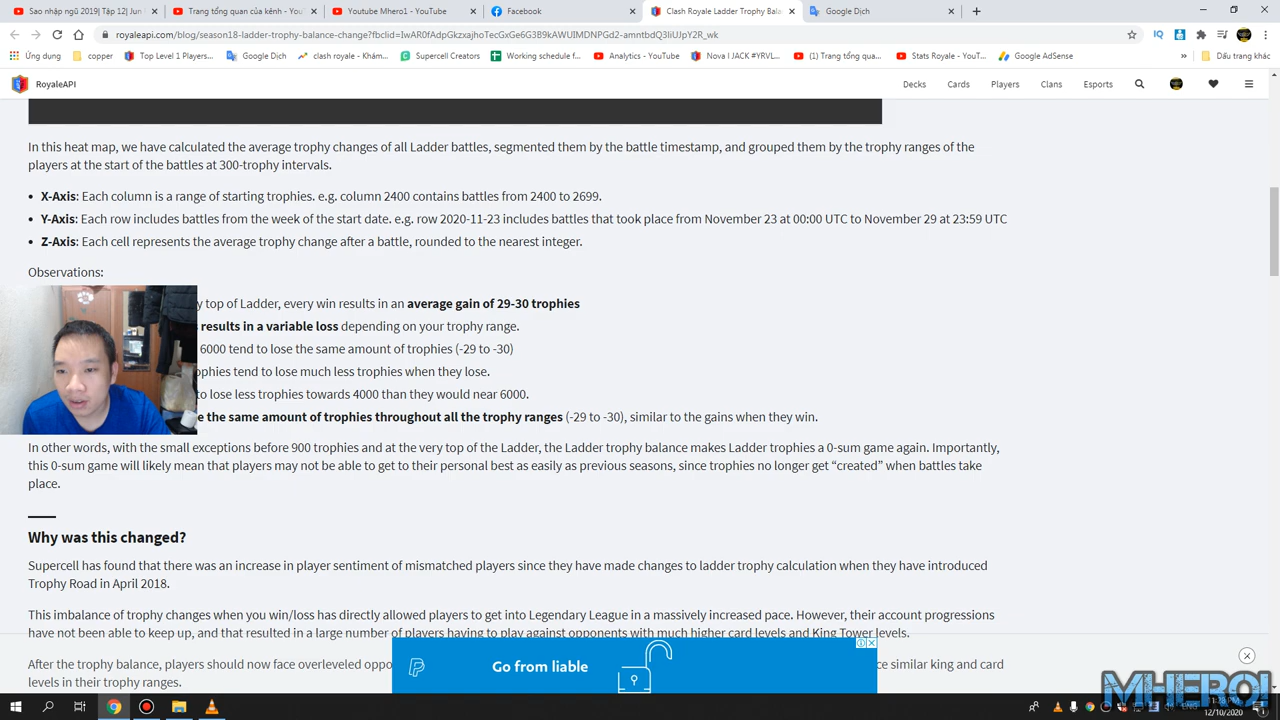 Sao nhập ngũ 2019| Tập 12| Jun
Trang tổng quan của kênh - You
Youtube Mhero1 - YouTube
Facebook
Clash Royale Ladder Trophy Bala
Google Dịch
royaleapi.com/blog/season18-ladder-trophy-balance-change?fbclid=IwAR0fAdpGkzxajhoTecGxGe6G3B9kAWUlMDNPGd2-amntbdQ3IiUJpY2R_wk
Ứng dụng
copper
Top Level 1 Players...
Google Dịch
clash royale - Khám...
Supercell Creators
Working schedule f...
Analytics - YouTube
Nova I JACK #YRVL...
(1) Trang tổng qua...
Stats Royale - YouT...
Google AdSense
»
Dấu trang khác
RoyaleAPI
Decks
Cards
Players
Clans
Esports
In this heat map, we have calculated the average trophy changes of all Ladder battles, segmented them by the battle timestamp, and grouped them by the trophy ranges of the
players at the start of the battles at 300-trophy intervals.
• X-Axis: Each column is a range of starting trophies. e.g. column 2400 contains battles from 2400 to 2699.
• Y-Axis: Each row includes battles from the week of the start date. e.g. row 2020-11-23 includes battles that took place from November 23 at 00:00 UTC to November 29 at 23:59 UTC
• Z-Axis: Each cell represents the average trophy change after a battle, rounded to the nearest integer.
Observations:
y top of Ladder, every win results in an average gain of 29-30 trophies
results in a variable loss depending on your trophy range.
6000 tend to lose the same amount of trophies (-29 to -30)
ophies tend to lose much less trophies when they lose.
to lose less trophies towards 4000 than they would near 6000.
e the same amount of trophies throughout all the trophy ranges (-29 to -30), similar to the gains when they win.
In other words, with the small exceptions before 900 trophies and at the very top of the Ladder, the Ladder trophy balance makes Ladder trophies a 0-sum game again. Importantly,
this 0-sum game will likely mean that players may not be able to get to their personal best as easily as previous seasons, since trophies no longer get “created” when battles take
place.
Why was this changed?
Supercell has found that there was an increase in player sentiment of mismatched players since they have made changes to ladder trophy calculation when they have introduced
Trophy Road in April 2018.
This imbalance of trophy changes when you win/loss has directly allowed players to get into Legendary League in a massively increased pace. However, their account progressions
have not been able to keep up, and that resulted in a large number of players having to play against opponents with much higher card levels and King Tower levels.
After the trophy balance, players should now face overleveled oppo
ce similar king and card
levels in their trophy ranges.
Go from liable
MHERO1
ENG
12/10/2020